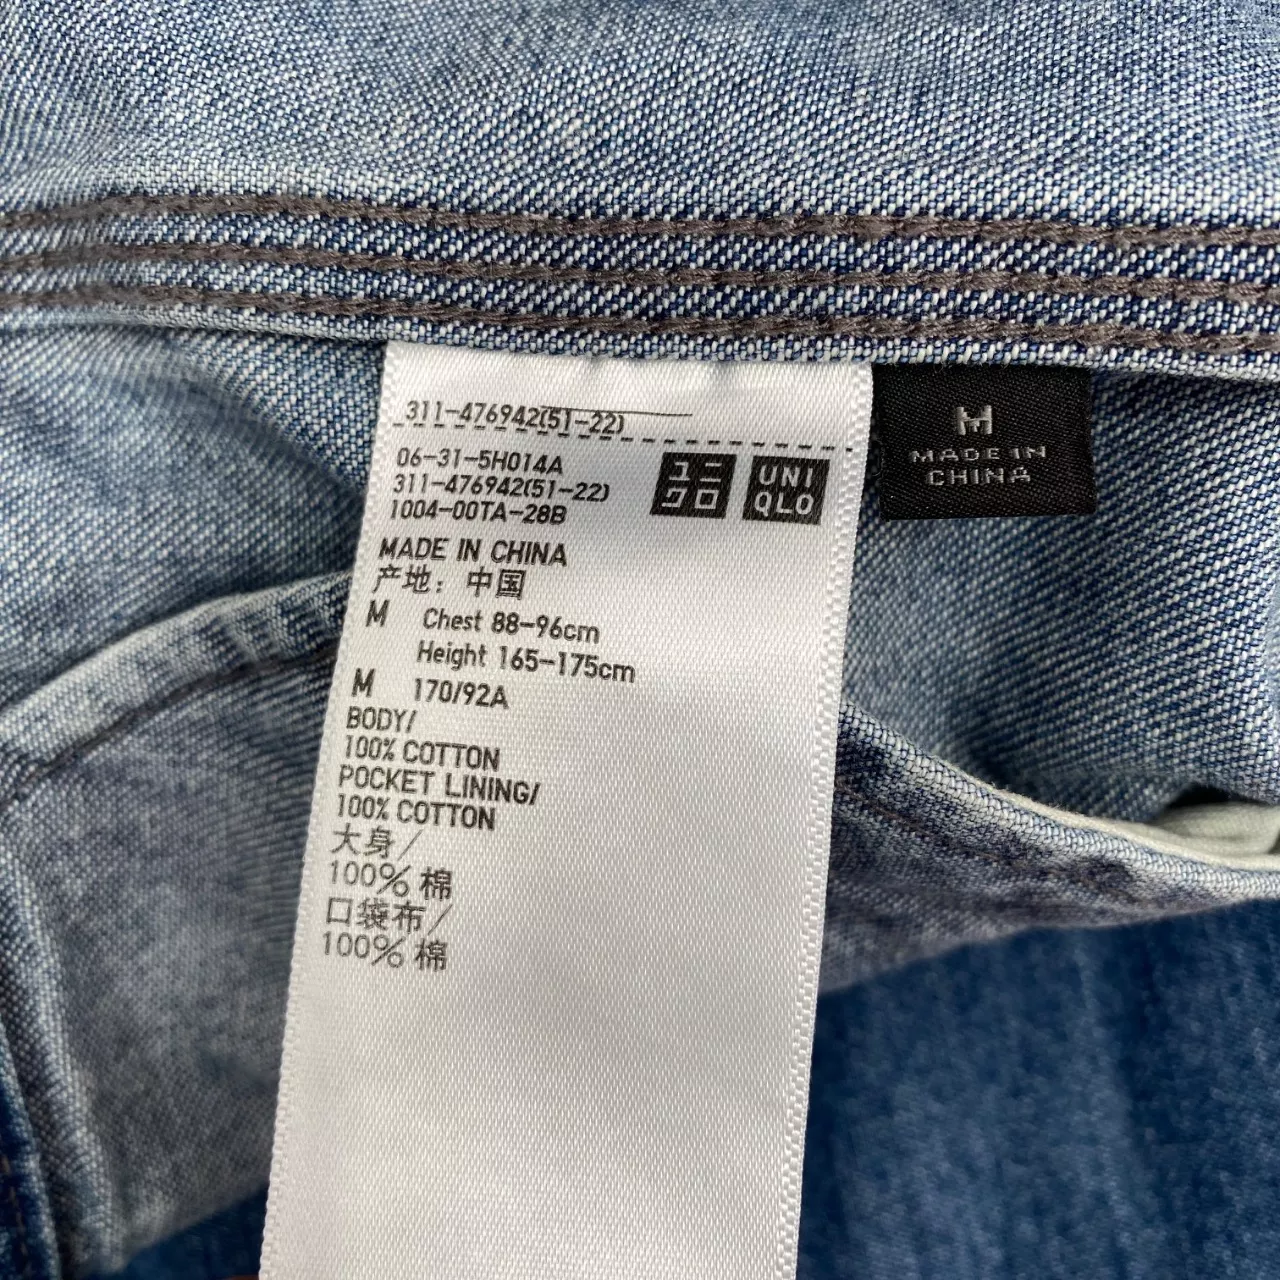 311-476942(51-22)
06-31-5H014A
311-476942(51-22)
1004-00TA-28B
ユニ
クロ
UNI
QLO
MADE IN CHINA
产地：中国
M Chest 88-96cm
Height 165-175cm
M 170/92A
BODY/
100% COTTON
POCKET LINING/
100% COTTON
大身/
100% 棉
口袋布/
100% 棉
M
MADE IN
CHINA